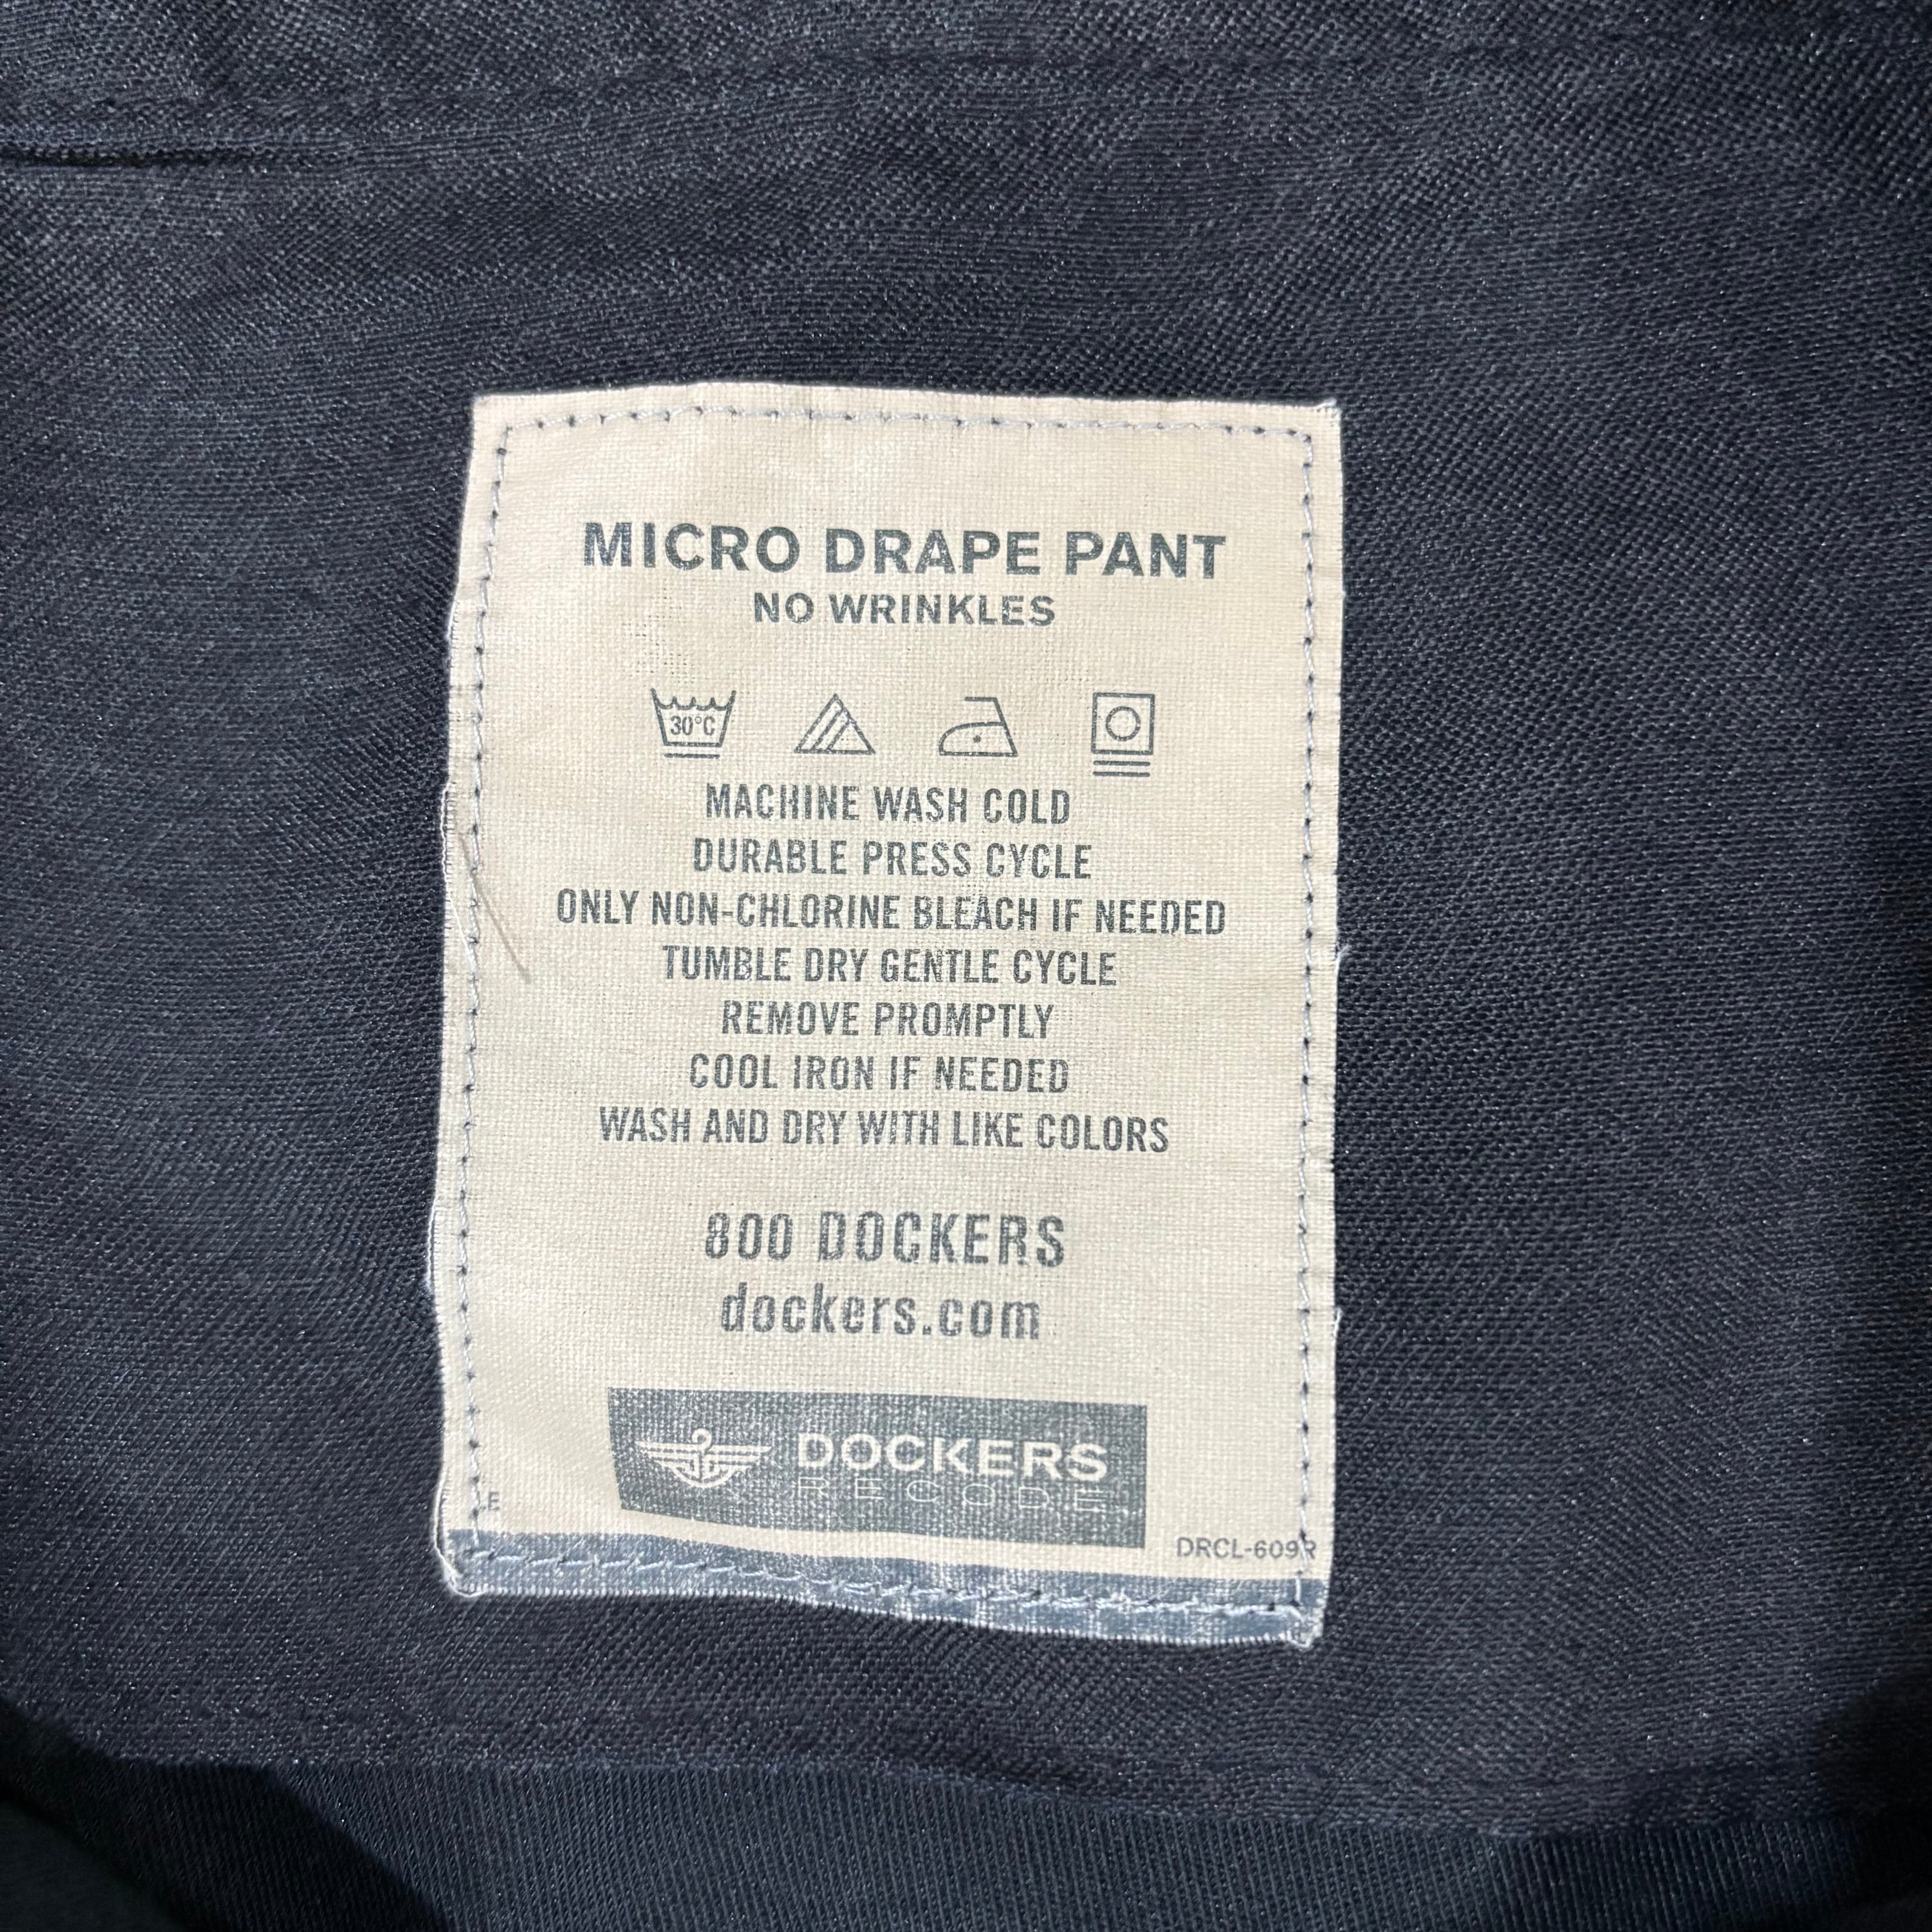 MICRO DRAPE PANT
NO WRINKLES
30°C
MACHINE WASH COLD
DURABLE PRESS CYCLE
ONLY NON-CHLORINE BLEACH IF NEEDED
TUMBLE DRY GENTLE CYCLE
REMOVE PROMPTLY
COOL IRON IF NEEDED
WASH AND DRY WITH LIKE COLORS
800 DOCKERS
dockers.com
DOCKERS
RECODE
DRCL-609R